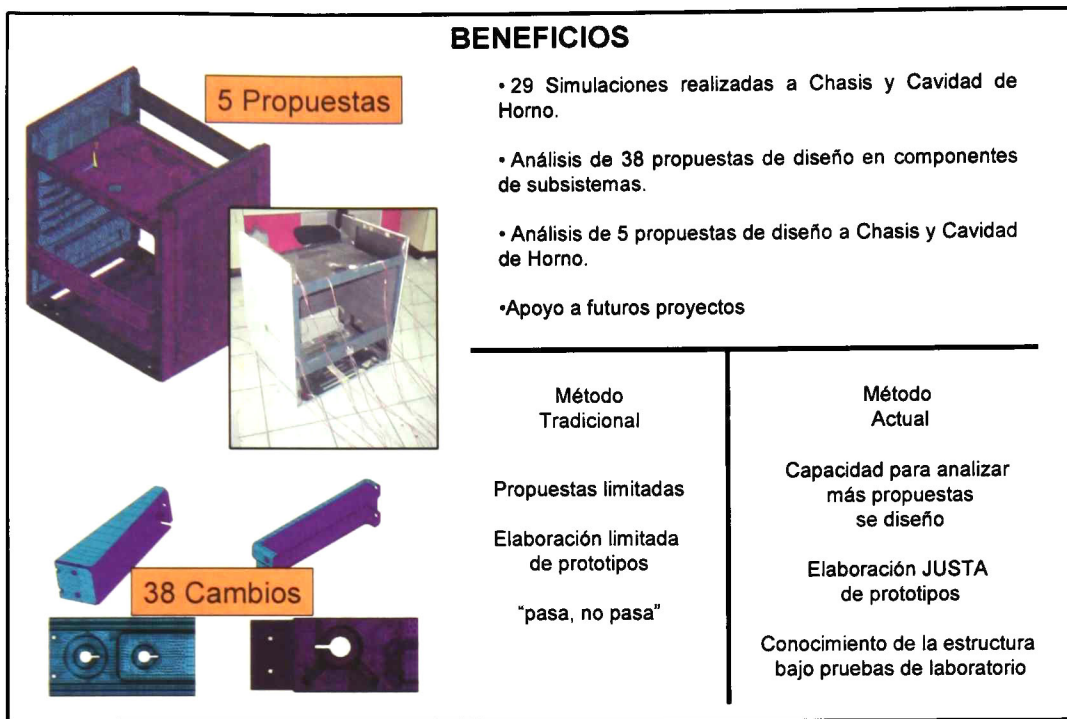 BENEFICIOS
5 Propuestas
• 29 Simulaciones realizadas a Chasis y Cavidad de
Horno.
• Análisis de 38 propuestas de diseño en componentes
de subsistemas.
• Análisis de 5 propuestas de diseño a Chasis y Cavidad
de Horno.
•Apoyo a futuros proyectos
38 Cambios
Método
Tradicional
Propuestas limitadas
Elaboración limitada
de prototipos
“pasa, no pasa”
Método
Actual
Capacidad para analizar
más propuestas
se diseño
Elaboración JUSTA
de prototipos
Conocimiento de la estructura
bajo pruebas de laboratorio